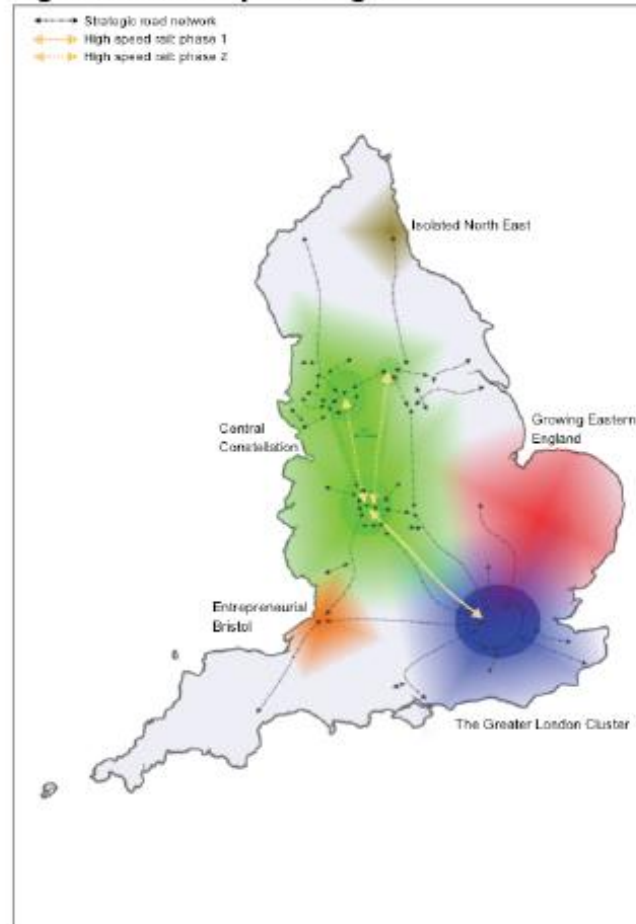 Strategic road network
High speed rail: phase 1
High speed rail: phase 2
Isolated North East
Central
Constellation
Growing Eastern
England
Entrepreneurial
Bristol
The Greater London Cluster